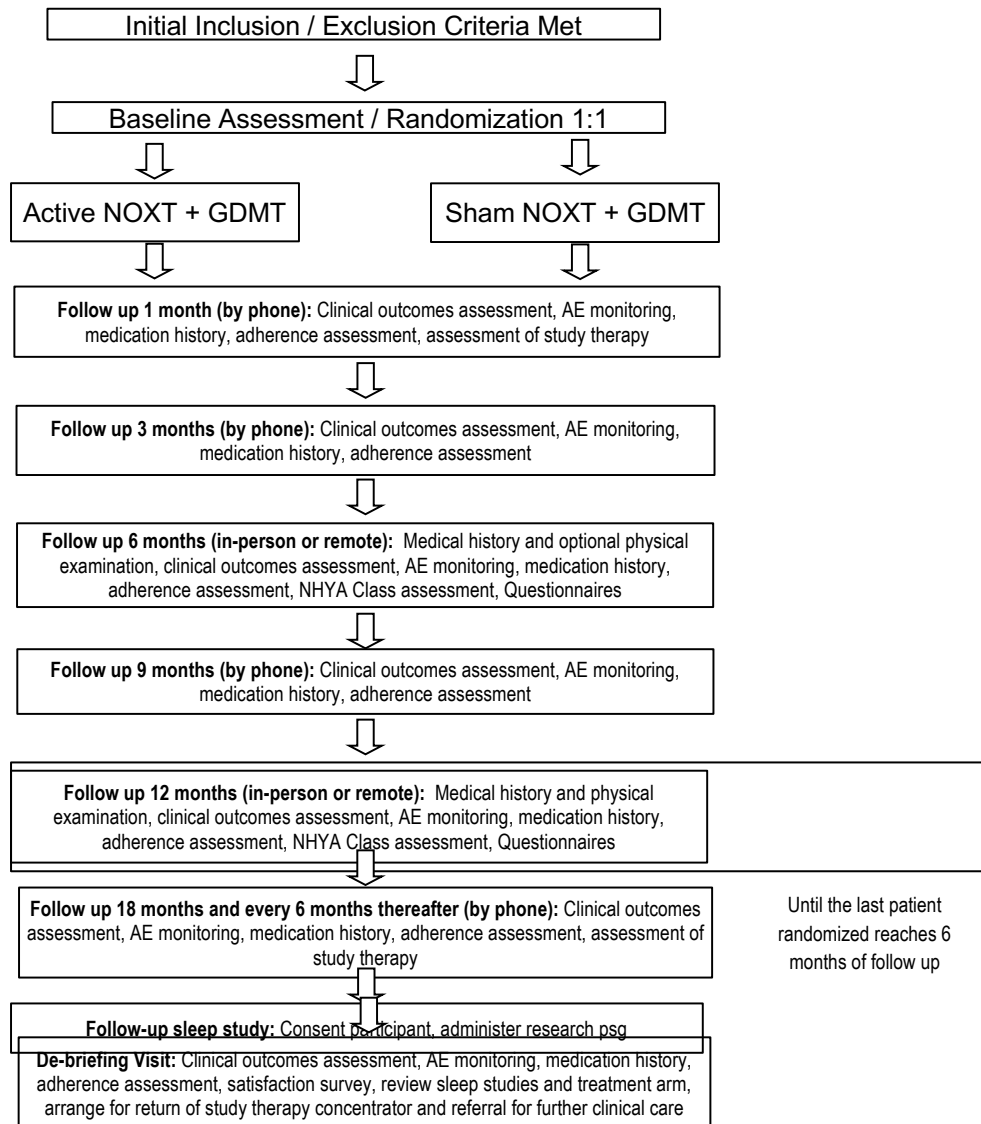 Initial Inclusion / Exclusion Criteria Met
Baseline Assessment / Randomization 1:1
Active NOXT + GDMT
Sham NOXT + GDMT
Follow up 1 month (by phone): Clinical outcomes assessment, AE monitoring,
medication history, adherence assessment, assessment of study therapy
Follow up 3 months (by phone): Clinical outcomes assessment, AE monitoring,
medication history, adherence assessment
Follow up 6 months (in-person or remote): Medical history and optional physical
examination, clinical outcomes assessment, AE monitoring, medication history,
adherence assessment, NHYA Class assessment, Questionnaires
Follow up 9 months (by phone): Clinical outcomes assessment, AE monitoring,
medication history, adherence assessment
Follow up 12 months (in-person or remote): Medical history and physical
examination, clinical outcomes assessment, AE monitoring, medication history,
adherence assessment, NHYA Class assessment, Questionnaires
Follow up 18 months and every 6 months thereafter (by phone): Clinical outcomes
assessment, AE monitoring, medication history, adherence assessment, assessment of
study therapy
Until the last patient
randomized reaches 6
months of follow up
Follow-up sleep study: Consent participant, administer research psg
De-briefing Visit: Clinical outcomes assessment, AE monitoring, medication history,
adherence assessment, satisfaction survey, review sleep studies and treatment arm,
arrange for return of study therapy concentrator and referral for further clinical care